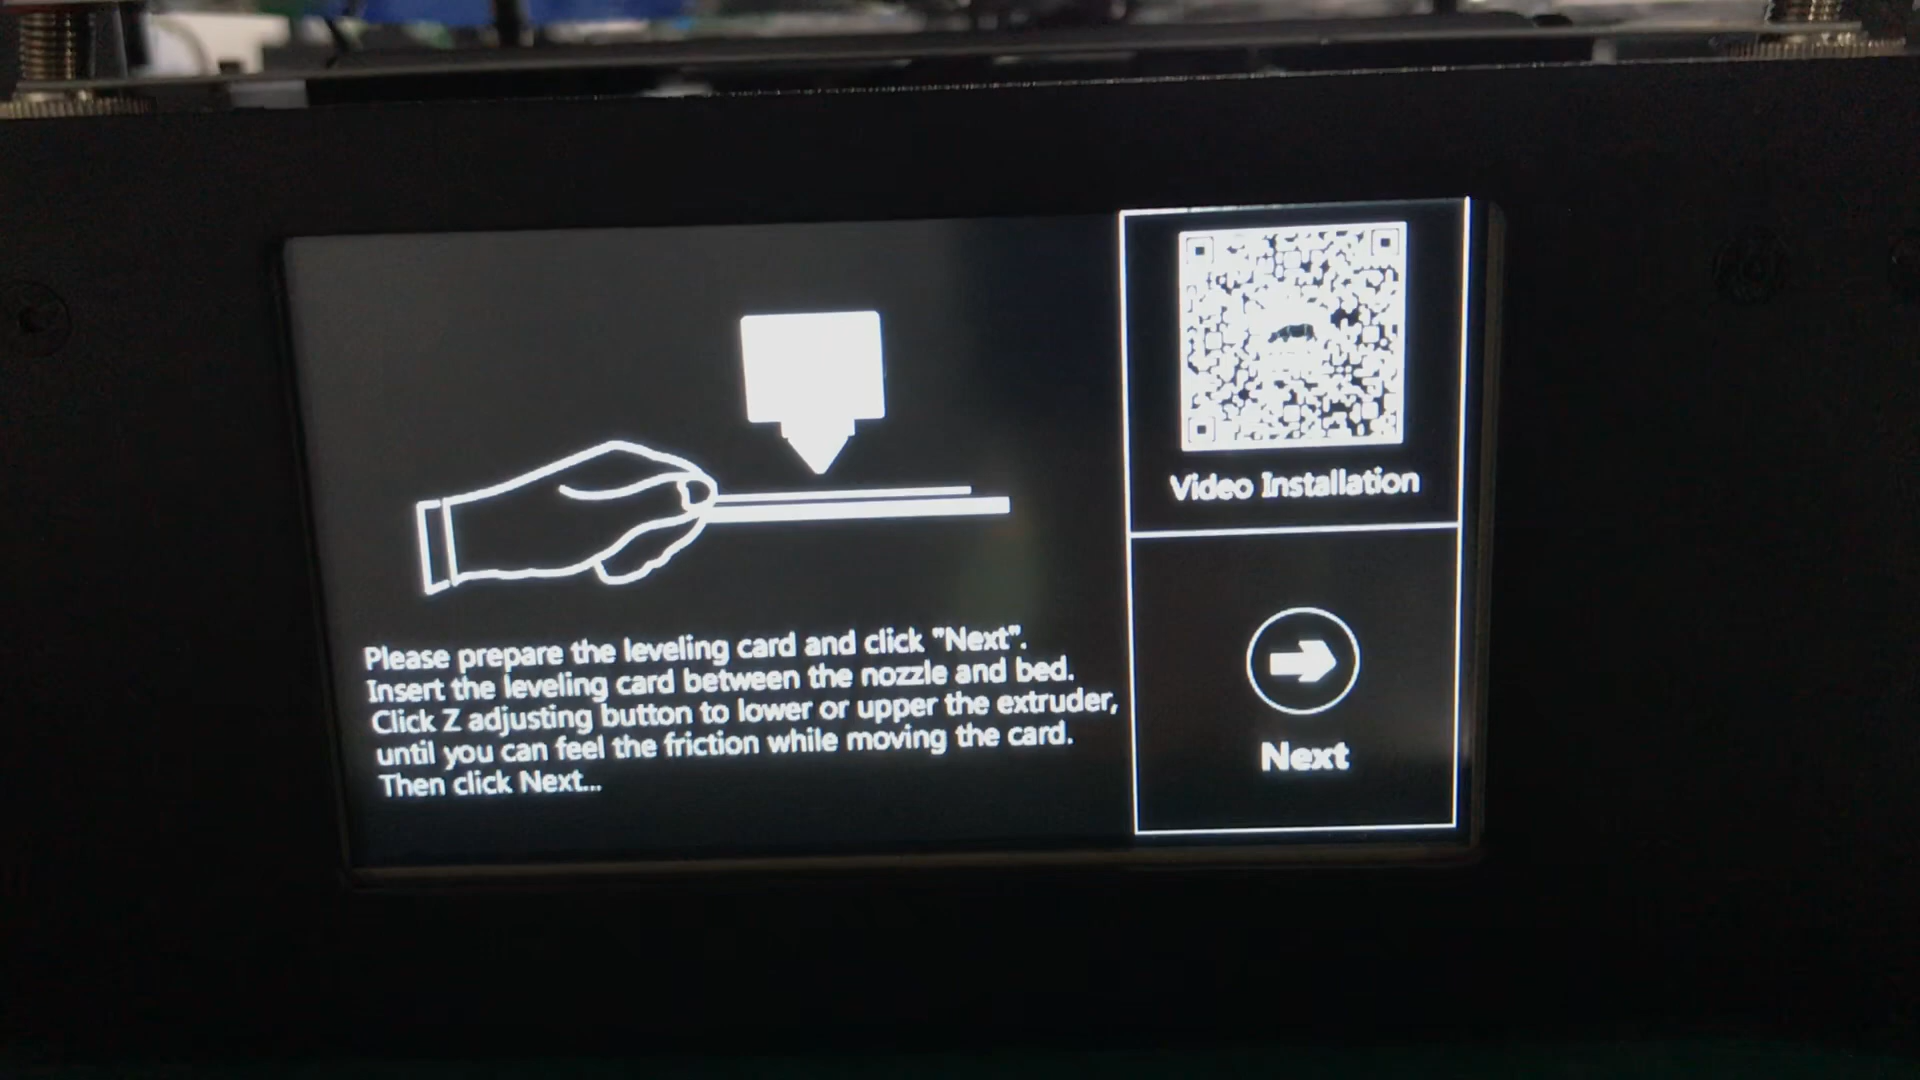 Please prepare the leveling card and click "Next".
Insert the leveling card between the nozzle and bed.
Click Z adjusting button to lower or upper the extruder,
until you can feel the friction while moving the card.
Then click Next...
Video Installation
Next